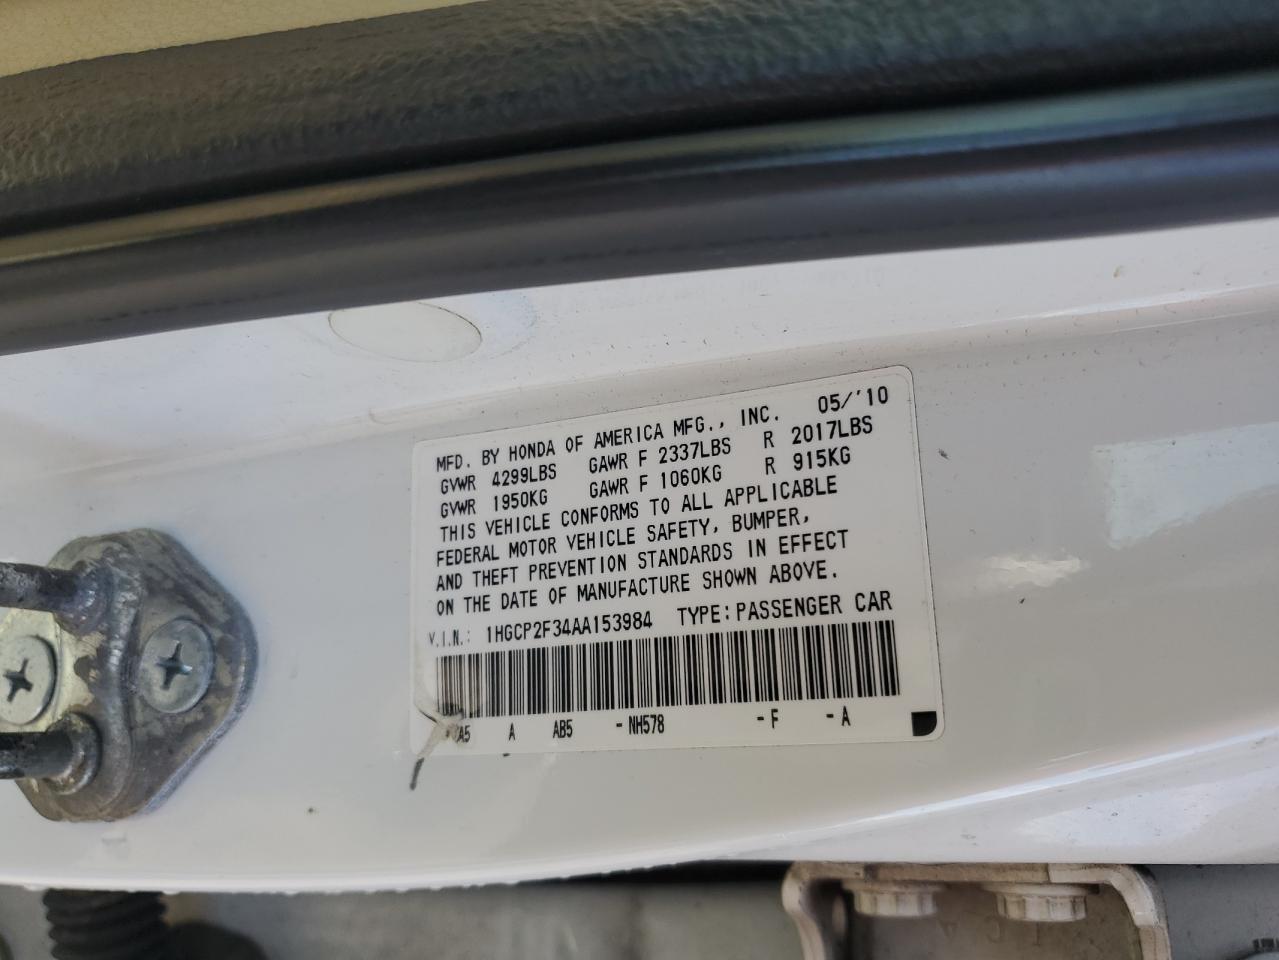 MFD. BY HONDA OF AMERICA MFG., INC. 05/'10
GVWR 4299LBS GAWR F 2337LBS R 2017LBS
GVWR 1950KG GAWR F 1060KG R 915KG
THIS VEHICLE CONFORMS TO ALL APPLICABLE
FEDERAL MOTOR VEHICLE SAFETY, BUMPER,
AND THEFT PREVENTION STANDARDS IN EFFECT
ON THE DATE OF MANUFACTURE SHOWN ABOVE.
V.I.N.: 1HGCP2F34AA153984 TYPE:PASSENGER CAR
A AB5 -NH578 -F -A